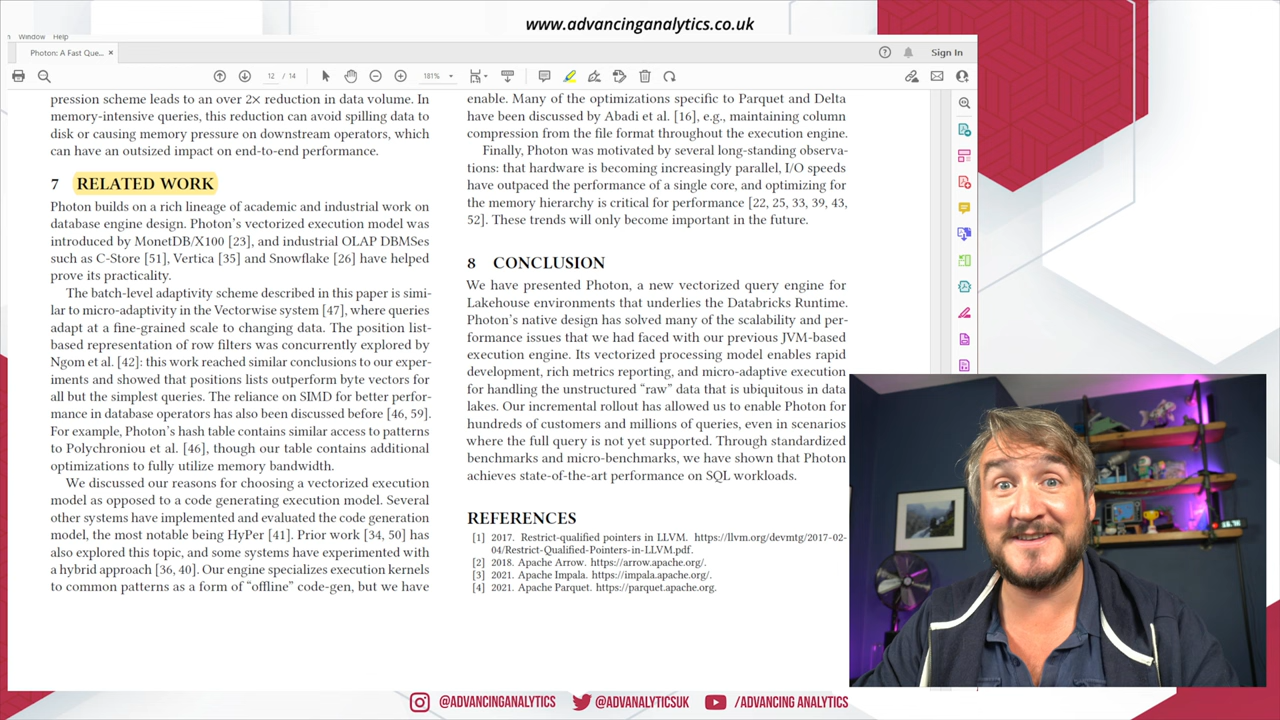 www.advancinganalytics.co.uk
Window Help
Photon: A Fast Que... ×
Sign In
12 / 14
181%
pression scheme leads to an over 2× reduction in data volume. In
memory-intensive queries, this reduction can avoid spilling data to
disk or causing memory pressure on downstream operators, which
can have an outsized impact on end-to-end performance.
7 RELATED WORK
Photon builds on a rich lineage of academic and industrial work on
database engine design. Photon's vectorized execution model was
introduced by MonetDB/X100 [23], and industrial OLAP DBMSes
such as C-Store [51], Vertica [35] and Snowflake [26] have helped
prove its practicality.
The batch-level adaptivity scheme described in this paper is simi-
lar to micro-adaptivity in the Vectorwise system [47], where queries
adapt at a fine-grained scale to changing data. The position list-
based representation of row filters was concurrently explored by
Ngom et al. [42]: this work reached similar conclusions to our exper-
iments and showed that positions lists outperform byte vectors for
all but the simplest queries. The reliance on SIMD for better perfor-
mance in database operators has also been discussed before [46, 59].
For example, Photon's hash table contains similar access to patterns
to Polychroniou et al. [46], though our table contains additional
optimizations to fully utilize memory bandwidth.
We discussed our reasons for choosing a vectorized execution
model as opposed to a code generating execution model. Several
other systems have implemented and evaluated the code generation
model, the most notable being HyPer [41]. Prior work [34, 50] has
also explored this topic, and some systems have experimented with
a hybrid approach [36, 40]. Our engine specializes execution kernels
to common patterns as a form of "offline" code-gen, but we have
enable. Many of the optimizations specific to Parquet and Delta
have been discussed by Abadi et al. [16], e.g., maintaining column
compression from the file format throughout the execution engine.
Finally, Photon was motivated by several long-standing observa-
tions: that hardware is becoming increasingly parallel, I/O speeds
have outpaced the performance of a single core, and optimizing for
the memory hierarchy is critical for performance [22, 25, 33, 39, 43,
52]. These trends will only become important in the future.
8 CONCLUSION
We have presented Photon, a new vectorized query engine for
Lakehouse environments that underlies the Databricks Runtime.
Photon's native design has solved many of the scalability and per-
formance issues that we had faced with our previous JVM-based
execution engine. Its vectorized processing model enables rapid
development, rich metrics reporting, and micro-adaptive execution
for handling the unstructured "raw" data that is ubiquitous in data
lakes. Our incremental rollout has allowed us to enable Photon for
hundreds of customers and millions of queries, even in scenarios
where the full query is not yet supported. Through standardized
benchmarks and micro-benchmarks, we have shown that Photon
achieves state-of-the-art performance on SQL workloads.
REFERENCES
[1] 2017. Restrict-qualified pointers in LLVM. https://llvm.org/devmtg/2017-02-
04/Restrict-Qualified-Pointers-in-LLVM.pdf.
[2] 2018. Apache Arrow. https://arrow.apache.org/.
[3] 2021. Apache Impala. https://impala.apache.org/.
[4] 2021. Apache Parquet. https://parquet.apache.org.
@ADVANCINGANALYTICS
@ADVANALYTICSUK
/ADVANCING ANALYTICS